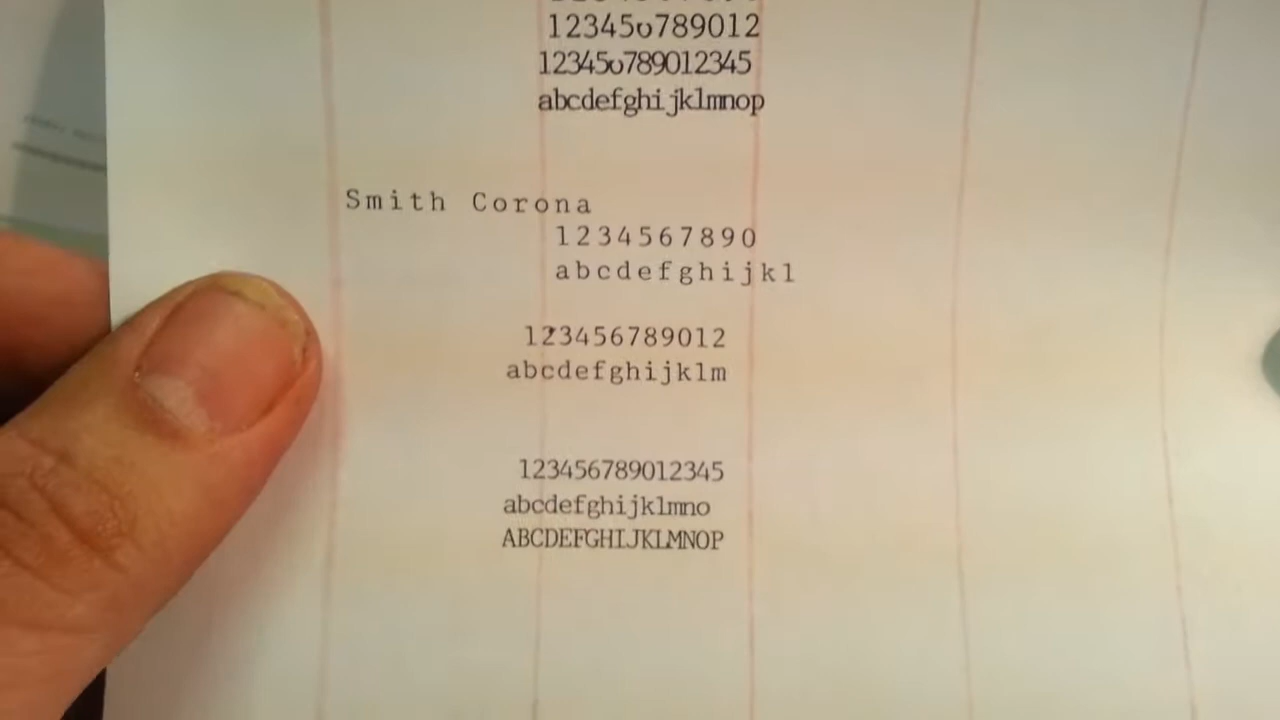 12345o789012
12345o789012345
abcdefghijklmnop
Smith Corona
1234567890
abcdefghijkl
123456789012
abcdefghijklm
123456789012345
abcdefghijklmno
ABCDEFGHIJKLMNOP